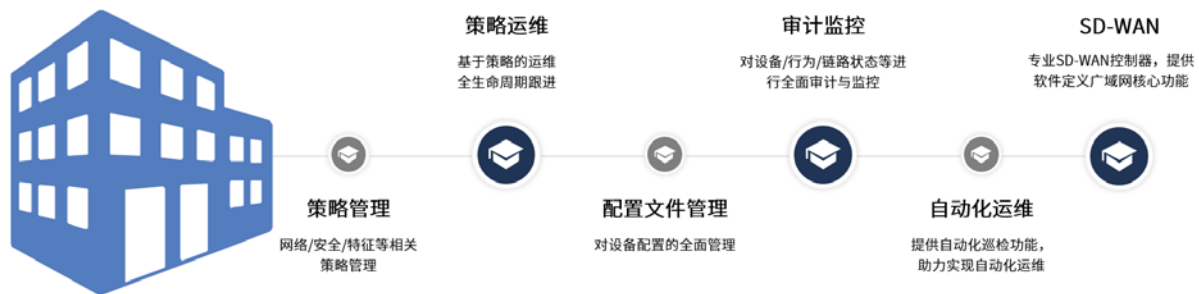 策略运维
基于策略的运维
全生命周期跟进
审计监控
对设备/行为/链路状态等进
行全面审计与监控
SD-WAN
专业SD-WAN控制器，提供
软件定义广域网核心功能
策略管理
网络/安全/特征等相关
策略管理
配置文件管理
对设备配置的全面管理
自动化运维
提供自动化巡检功能，
助力实现自动化运维